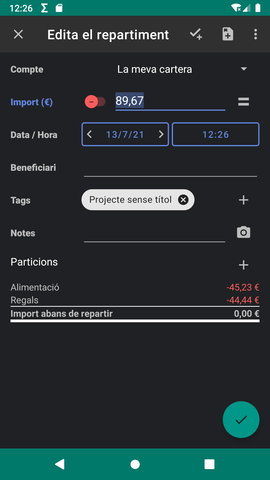 12:26
Edita el repartiment
Compte La meva cartera
Import (€) 89,67
Data / Hora 13/7/21 12:26
Beneficiari
Tags Projecte sense títol
Notes
Particions
Alimentació -45,23 €
Regals -44,44 €
Import abans de repartir 0,00 €